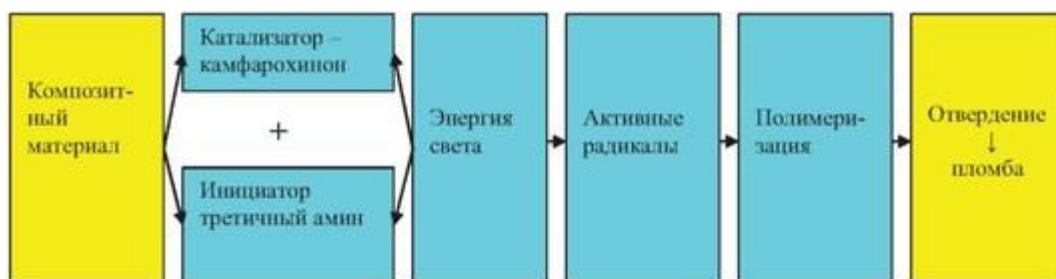 Композит-
ный
материал
Катализатор –
камфарохинон
+
Инициатор
третичный амин
Энергия
света
Активные
радикалы
Полимери-
зация
Отвердение
↓
пломба